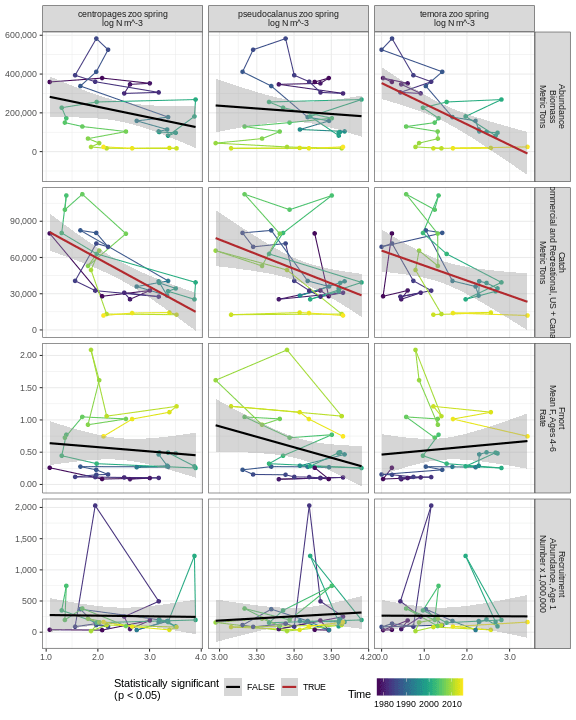 centropages zoo spring
log N m^-3
pseudocalanus zoo spring
log N m^-3
temora zoo spring
log N m^-3
600,000
400,000
200,000
0
Abundance
Biomass
Metric Tons
90,000
60,000
30,000
0
Catch
ommercial and Recreational, US + Cana
Metric Tons
2.00
1.50
1.00
0.50
0.00
Fmort
Mean F, Ages 4-6
Rate
2,000
1,500
1,000
500
0
Recruitment
Abundance, Age 1
Number x 1,000,000
1.0 2.0 3.0 4.0
3.00 3.30 3.60 3.90 4.20
0.0 1.0 2.0 3.0
Statistically significant
(p < 0.05)
FALSE
TRUE
Time
1980 1990 2000 2010